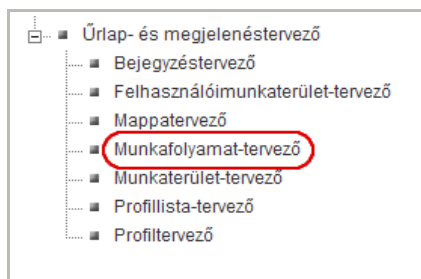 Űrlap- és megjelenéstervező
Bejegyzéstervező
Felhasználóimunkaterület-tervező
Mappatervező
Munkafolyamat-tervező
Munkaterület-tervező
Profillista-tervező
Profiltervező